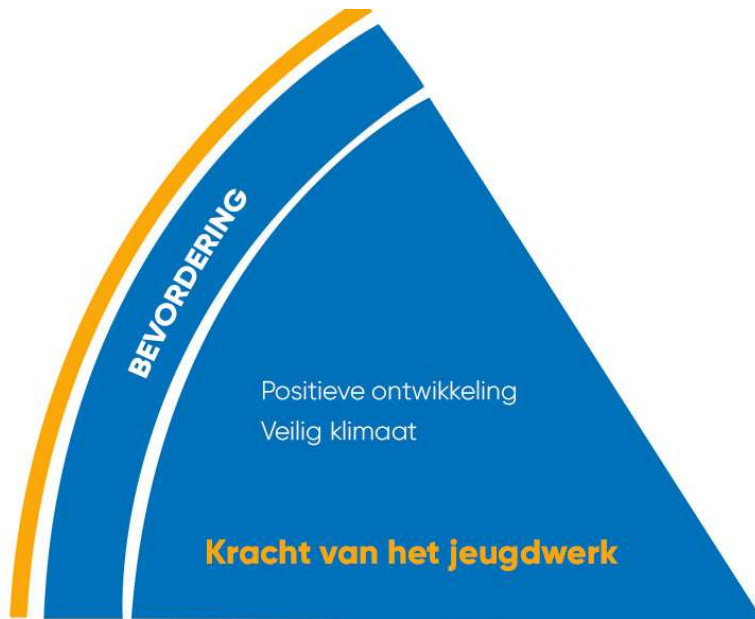 BEVORDERING
Positieve ontwikkeling
Veilig klimaat
Kracht van het jeugdwerk